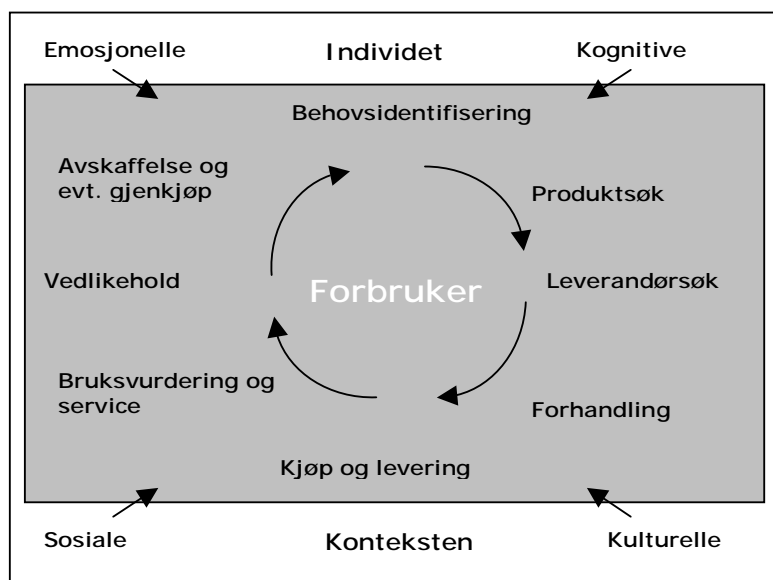 Emosjonelle
Individet
Kognitive
Behovsidentifisering
Avskaffelse og
evt. gjenkjøp
Produktsøk
Vedlikehold
Forbruker
Leverandørsøk
Bruksvurdering og
service
Forhandling
Kjøp og levering
Sosiale
Konteksten
Kulturelle